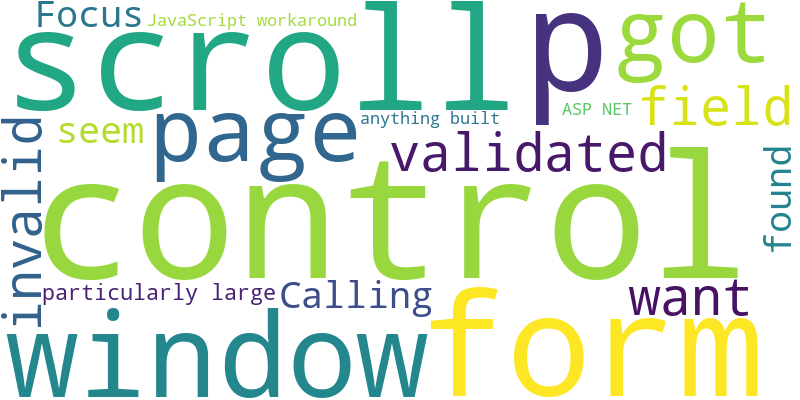 Focus
JavaScript workaround
scroll
p
got
ASP NET
field
anything built
seem
page
invalid
validated
found
control
particularly large
Calling
want
window
form